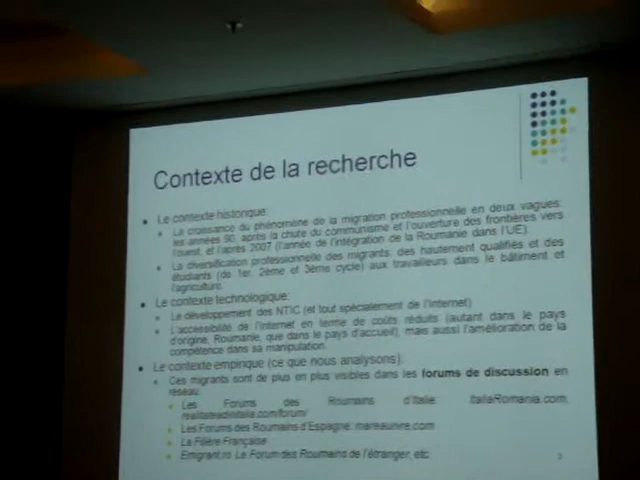 Contexte de la recherche
Le contexte historique:
La croissance du phénomène de la migration professionnelle en deux vagues:
les années 90, après la chute du communisme et l'ouverture des frontières vers
l'ouest, et l'après 2007 (l'année de l'intégration de la Roumanie dans l'UE)
La diversification professionnelle des migrants: des hautement qualifiés et des
étudiants (de 1er, 2ème et 3ème cycle) aux travailleurs dans le bâtiment et
l'agriculture.
Le contexte technologique:
Le développement des NTIC (et tout spécialement de l'Internet)
L'accessibilité de l'Internet en terme de coûts réduits (autant dans le pays
d'origine, Roumanie, que dans le pays d'accueil), mais aussi l'amélioration de la
compétence dans sa manipulation.
Le contexte empirique (ce que nous analysons):
Ces migrants sont de plus en plus visibles dans les forums de discussion en
réseau:
Les Forums des Roumains d'Italie: ItaliaRomania.com,
Les Forums des Roumains d'Espagne:
La Filière Française
Emigrant.ro Le Forum des Roumains de l'étranger, etc.
3